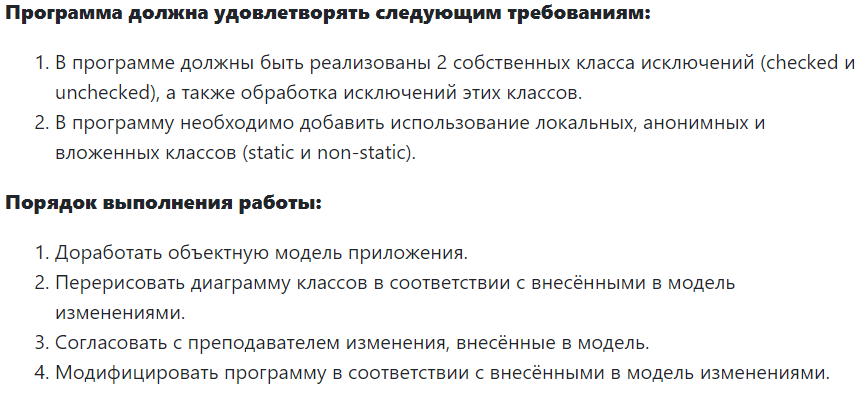 Программа должна удовлетворять следующим требованиям:
1. В программе должны быть реализованы 2 собственных класса исключений (checked и
unchecked), а также обработка исключений этих классов.
2. В программу необходимо добавить использование локальных, анонимных и
вложенных классов (static и non-static).
Порядок выполнения работы:
1. Доработать объектную модель приложения.
2. Перерисовать диаграмму классов в соответствии с внесёнными в модель
изменениями.
3. Согласовать с преподавателем изменения, внесённые в модель.
4. Модифицировать программу в соответствии с внесёнными в модель изменениями.